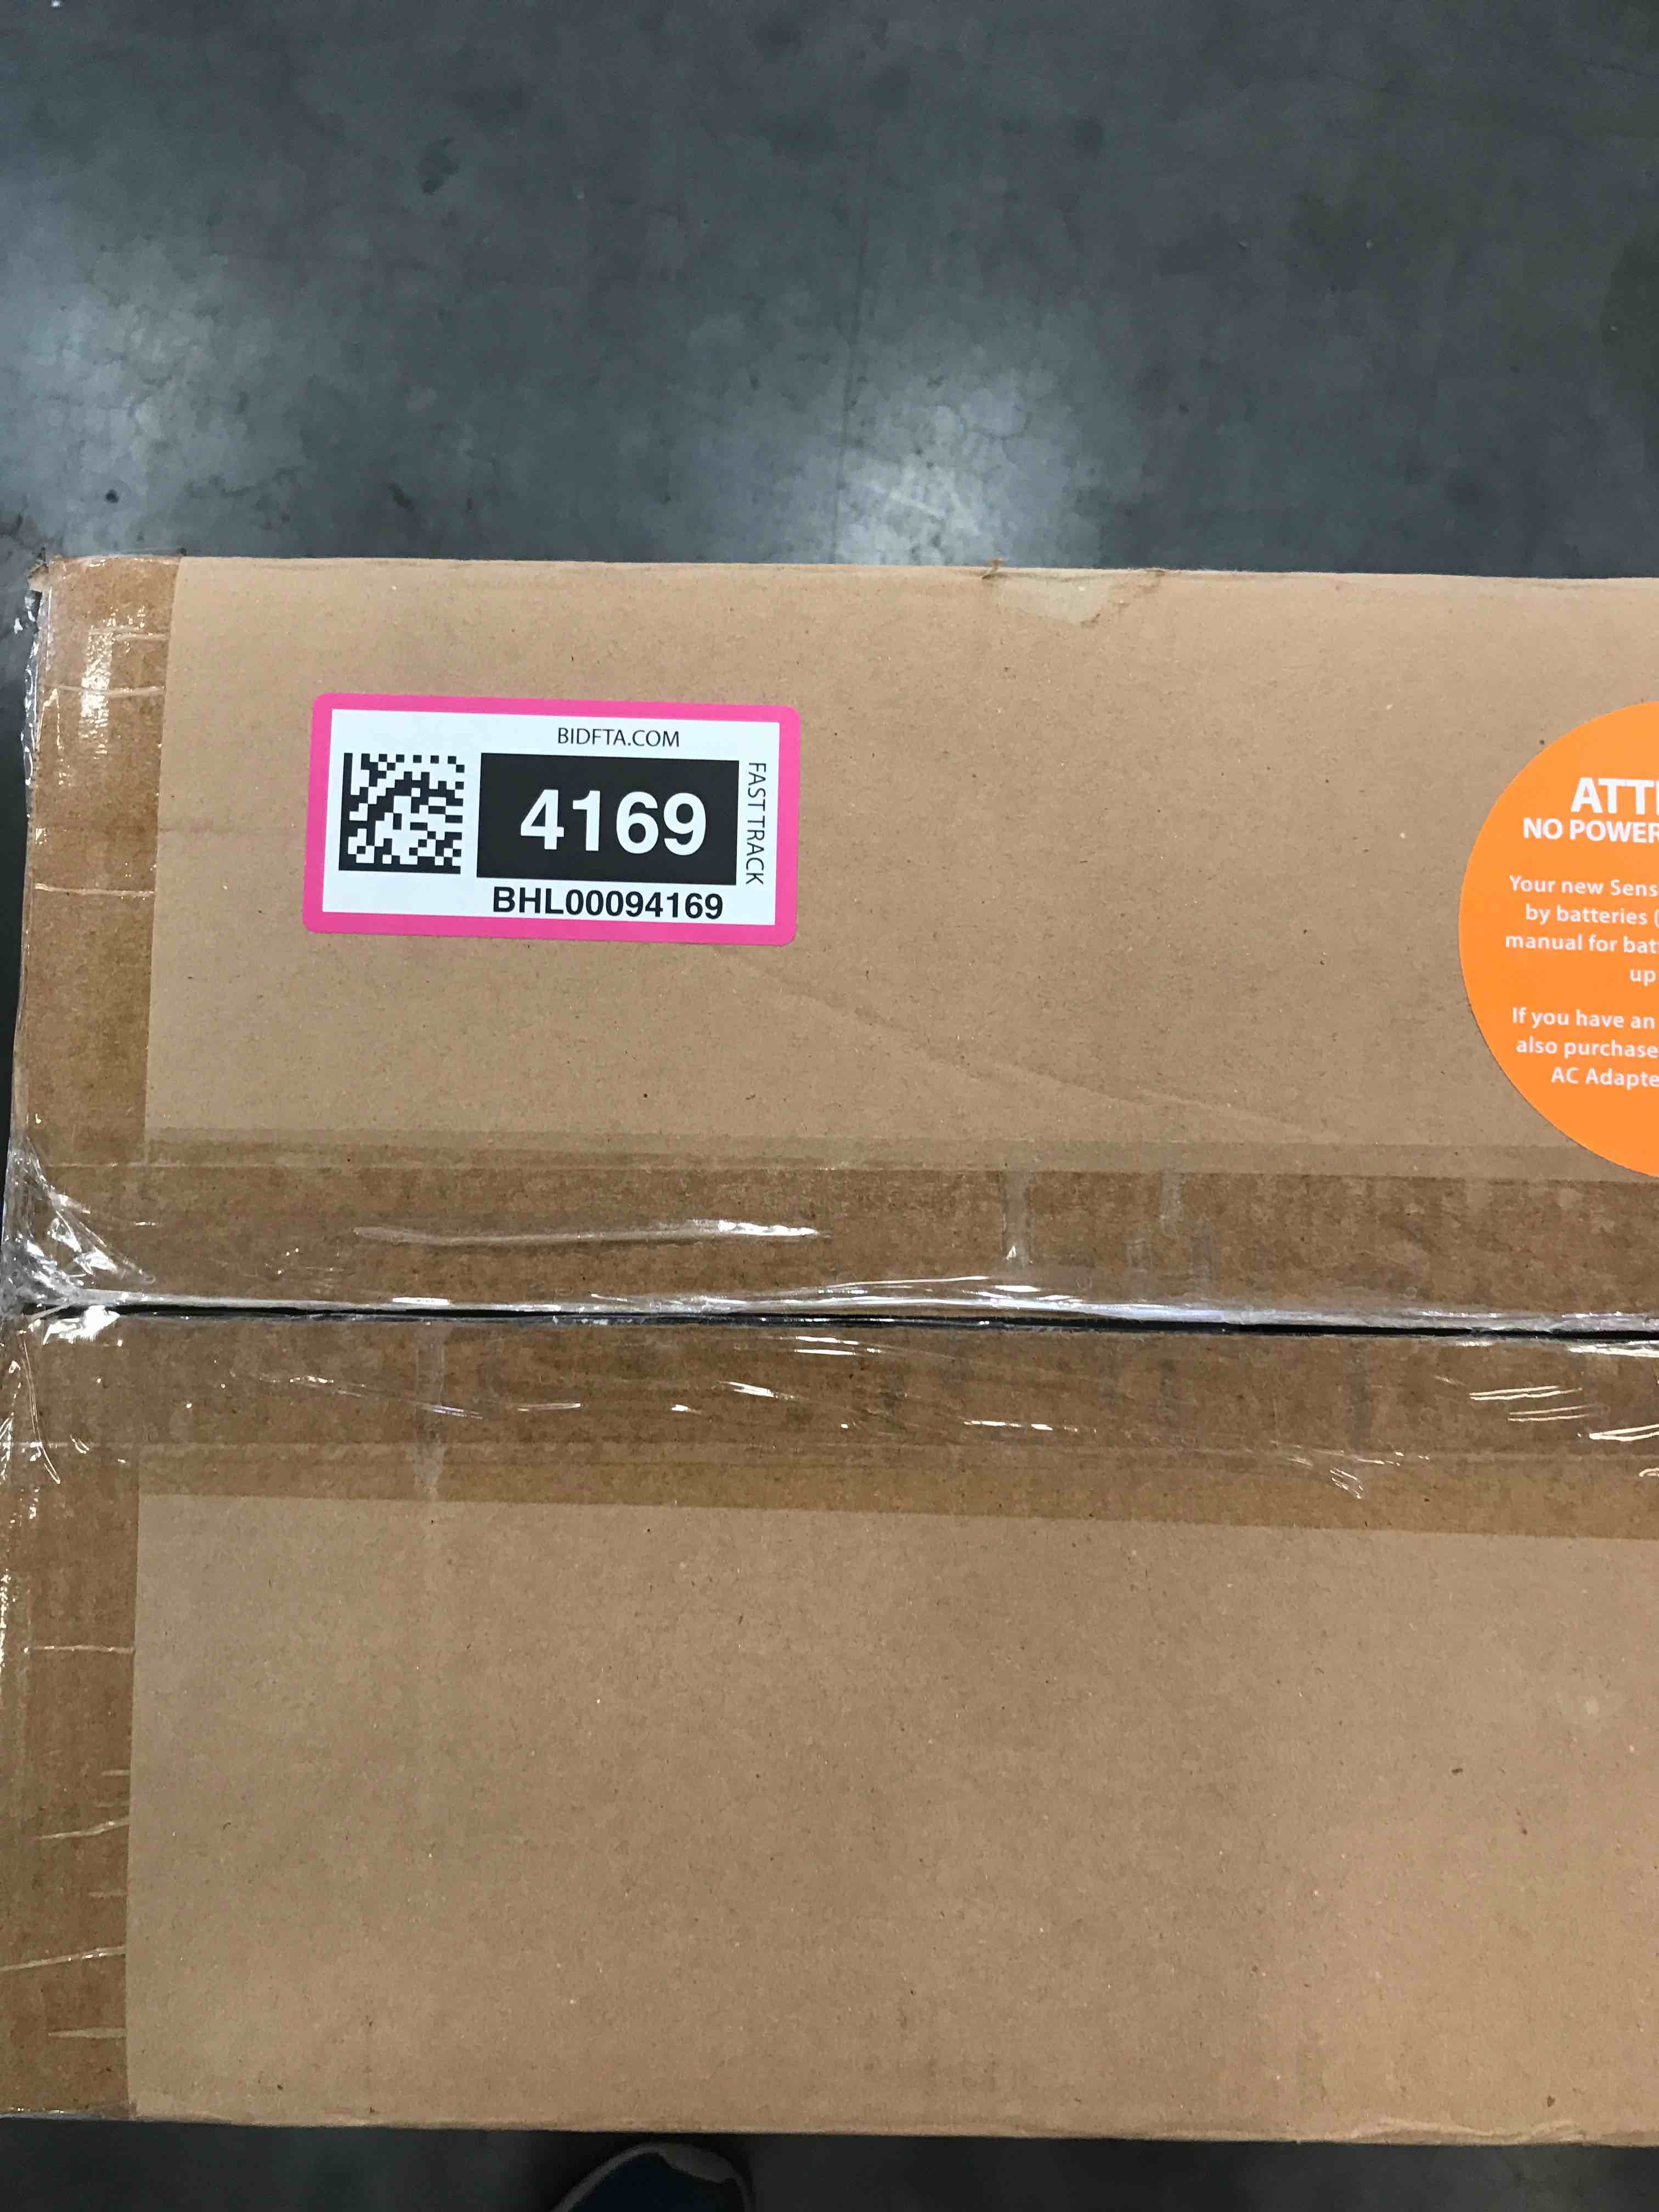 BIDFTA.COM
4169
FAST TRACK
BHL00094169
NO POWER
Your new Sens
by batteries (
manual for bat
up
If you have an
also purchase
AC Adapte